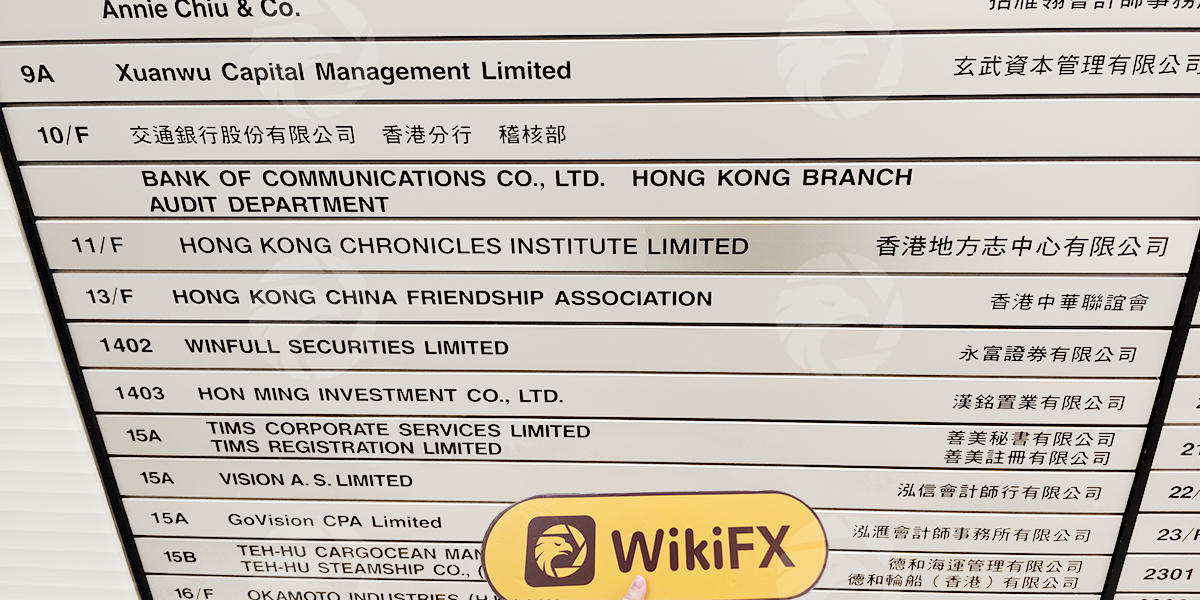 Annie Chiu & Co.
9A Xuanwu Capital Management Limited 玄武資本管理有限公司
10/F 交通銀行股份有限公司 香港分行 稽核部
BANK OF COMMUNICATIONS CO., LTD. HONG KONG BRANCH
AUDIT DEPARTMENT
11/F HONG KONG CHRONICLES INSTITUTE LIMITED 香港地方志中心有限公司
13/F HONG KONG CHINA FRIENDSHIP ASSOCIATION 香港中華聯誼會
1402 WINFULL SECURITIES LIMITED 永富證券有限公司
1403 HON MING INVESTMENT CO., LTD. 漢銘置業有限公司
15A TIMS CORPORATE SERVICES LIMITED 善美秘書有限公司
TIMS REGISTRATION LIMITED 善美註冊有限公司
15A VISION A. S. LIMITED 泓信會計師行有限公司
22/
15A GoVision CPA Limited 泓滙會計師事務所有限公司
23/F
15B TEH-HU CARGOCEAN MAN 德和海運管理有限公司
TEH-HU STEAMSHIP CO., ( 德和輪船（香港）有限公司
2301
16/F OKAMOTO INDUSTRIES (H.K
WikiFX